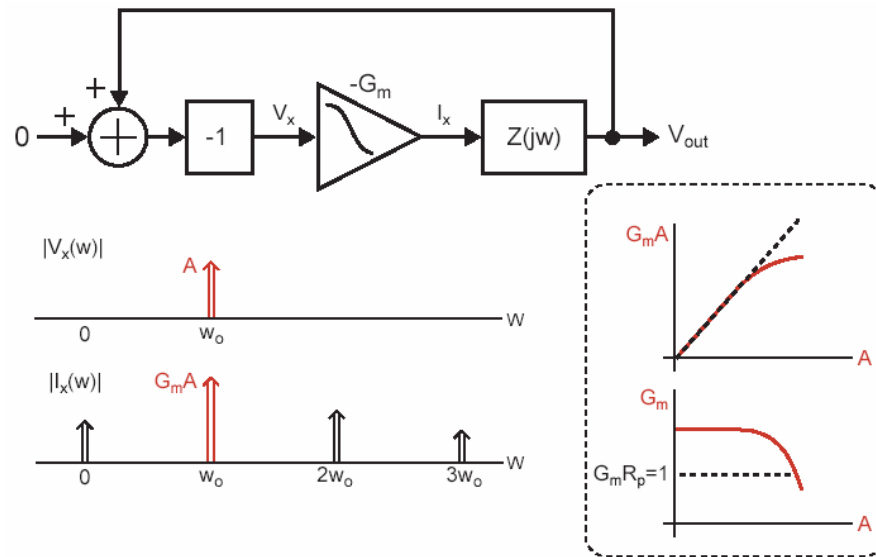 -Gₘ
+
+
0
-1
Vₓ
Iₓ
Z(jw)
V_out
|Vₓ(w)|
A
0
wₒ
W
|Iₓ(w)|
GₘA
0
wₒ
2wₒ
3wₒ
W
GₘA
A
Gₘ
GₘRₚ=1
A